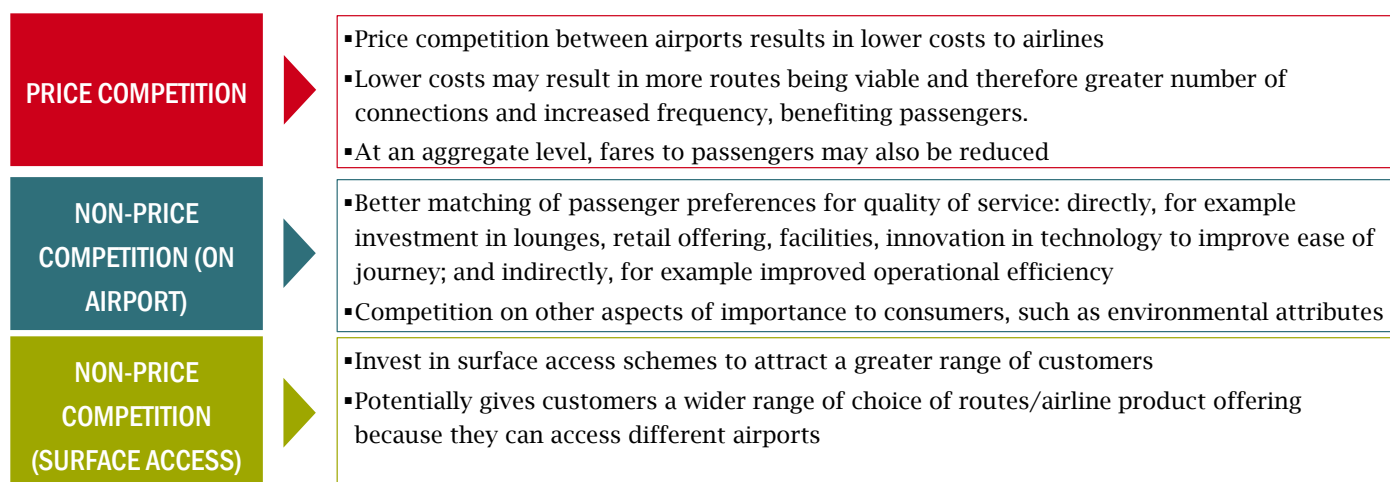 PRICE COMPETITION
▪Price competition between airports results in lower costs to airlines
▪Lower costs may result in more routes being viable and therefore greater number of
connections and increased frequency, benefiting passengers.
▪At an aggregate level, fares to passengers may also be reduced
NON-PRICE
COMPETITION (ON
AIRPORT)
▪Better matching of passenger preferences for quality of service: directly, for example
investment in lounges, retail offering, facilities, innovation in technology to improve ease of
journey; and indirectly, for example improved operational efficiency
▪Competition on other aspects of importance to consumers, such as environmental attributes
NON-PRICE
COMPETITION
(SURFACE ACCESS)
▪Invest in surface access schemes to attract a greater range of customers
▪Potentially gives customers a wider range of choice of routes/airline product offering
because they can access different airports